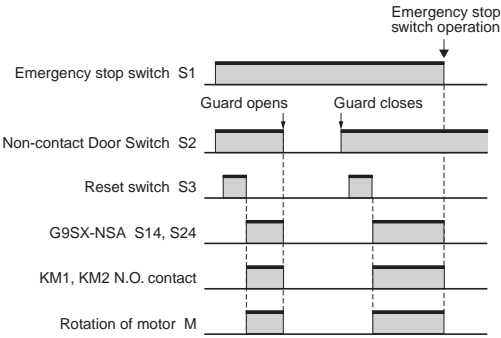 Emergency stop
switch operation
Emergency stop switch S1
Guard opens
Guard closes
Non-contact Door Switch S2
Reset switch S3
G9SX-NSA S14, S24
KM1, KM2 N.O. contact
Rotation of motor M